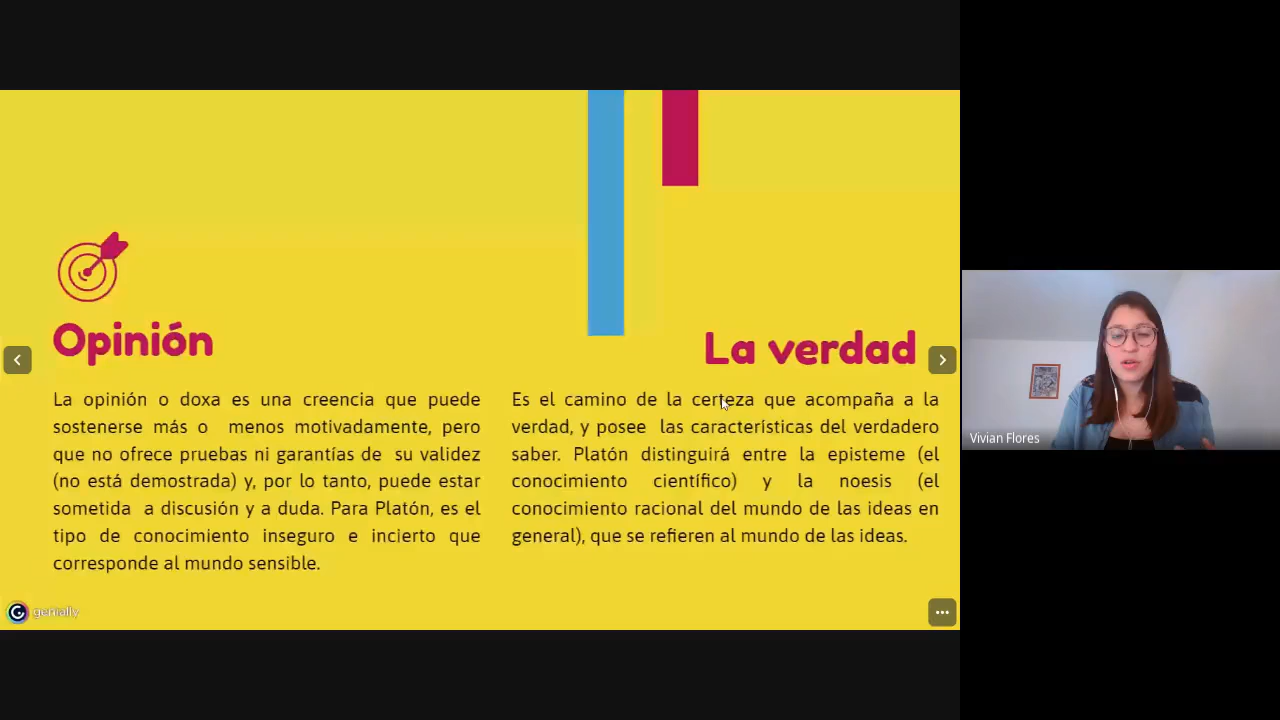 Opinión
La opinión o doxa es una creencia que puede
sostenerse más o menos motivadamente, pero
que no ofrece pruebas ni garantías de su validez
(no está demostrada) y, por lo tanto, puede estar
sometida a discusión y a duda. Para Platón, es el
tipo de conocimiento inseguro e incierto que
corresponde al mundo sensible.
La verdad
Es el camino de la certeza que acompaña a la
verdad, y posee las características del verdadero
saber. Platón distinguirá entre la episteme (el
conocimiento científico) y la noesis (el
conocimiento racional del mundo de las ideas en
general), que se refieren al mundo de las ideas.
genially
Vivian Flores